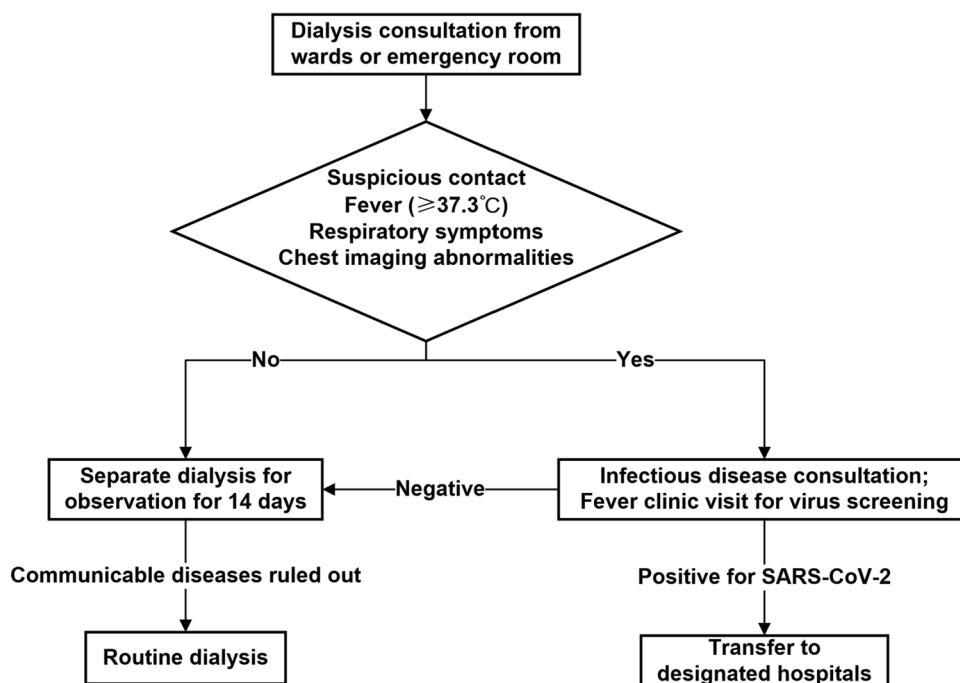 Dialysis consultation from
wards or emergency room
Suspicious contact
Fever (≥37.3℃)
Respiratory symptoms
Chest imaging abnormalities
No
Yes
Separate dialysis for
observation for 14 days
Negative
Infectious disease consultation;
Fever clinic visit for virus screening
Communicable diseases ruled out
Positive for SARS-CoV-2
Routine dialysis
Transfer to
designated hospitals